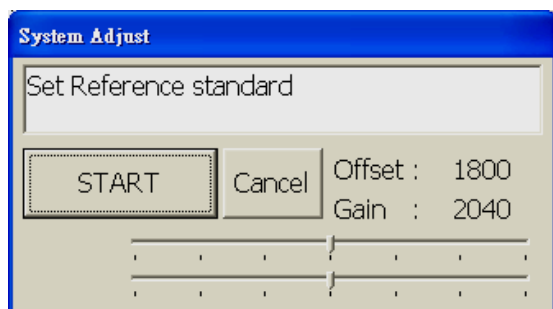 System Adjust
Set Reference standard
START
Cancel
Offset : 1800
Gain : 2040